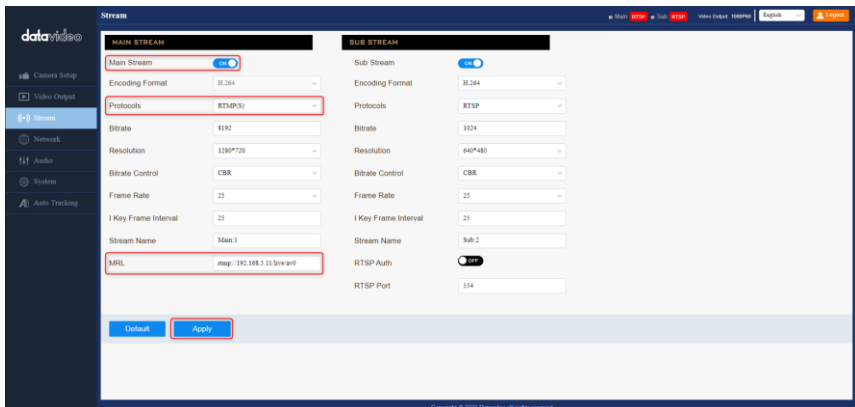 Stream
Main RTSP Sub RTSP Video Output: 1080P60 English Logout
datavideo
Camera Setup
Video Output
Stream
Network
Audio
System
Auto Tracking
MAIN STREAM
Main Stream ON
Encoding Format H.264
Protocols RTMP(S)
Bitrate 8192
Resolution 1280*720
Bitrate Control CBR
Frame Rate 25
I Key Frame Interval 25
Stream Name Main:1
MRL rtmp://192.168.5.11/live/av0
SUB STREAM
Sub Stream ON
Encoding Format H.264
Protocols RTSP
Bitrate 1024
Resolution 640*480
Bitrate Control CBR
Frame Rate 25
I Key Frame Interval 25
Stream Name Sub:2
RTSP Auth OFF
RTSP Port 554
Default Apply